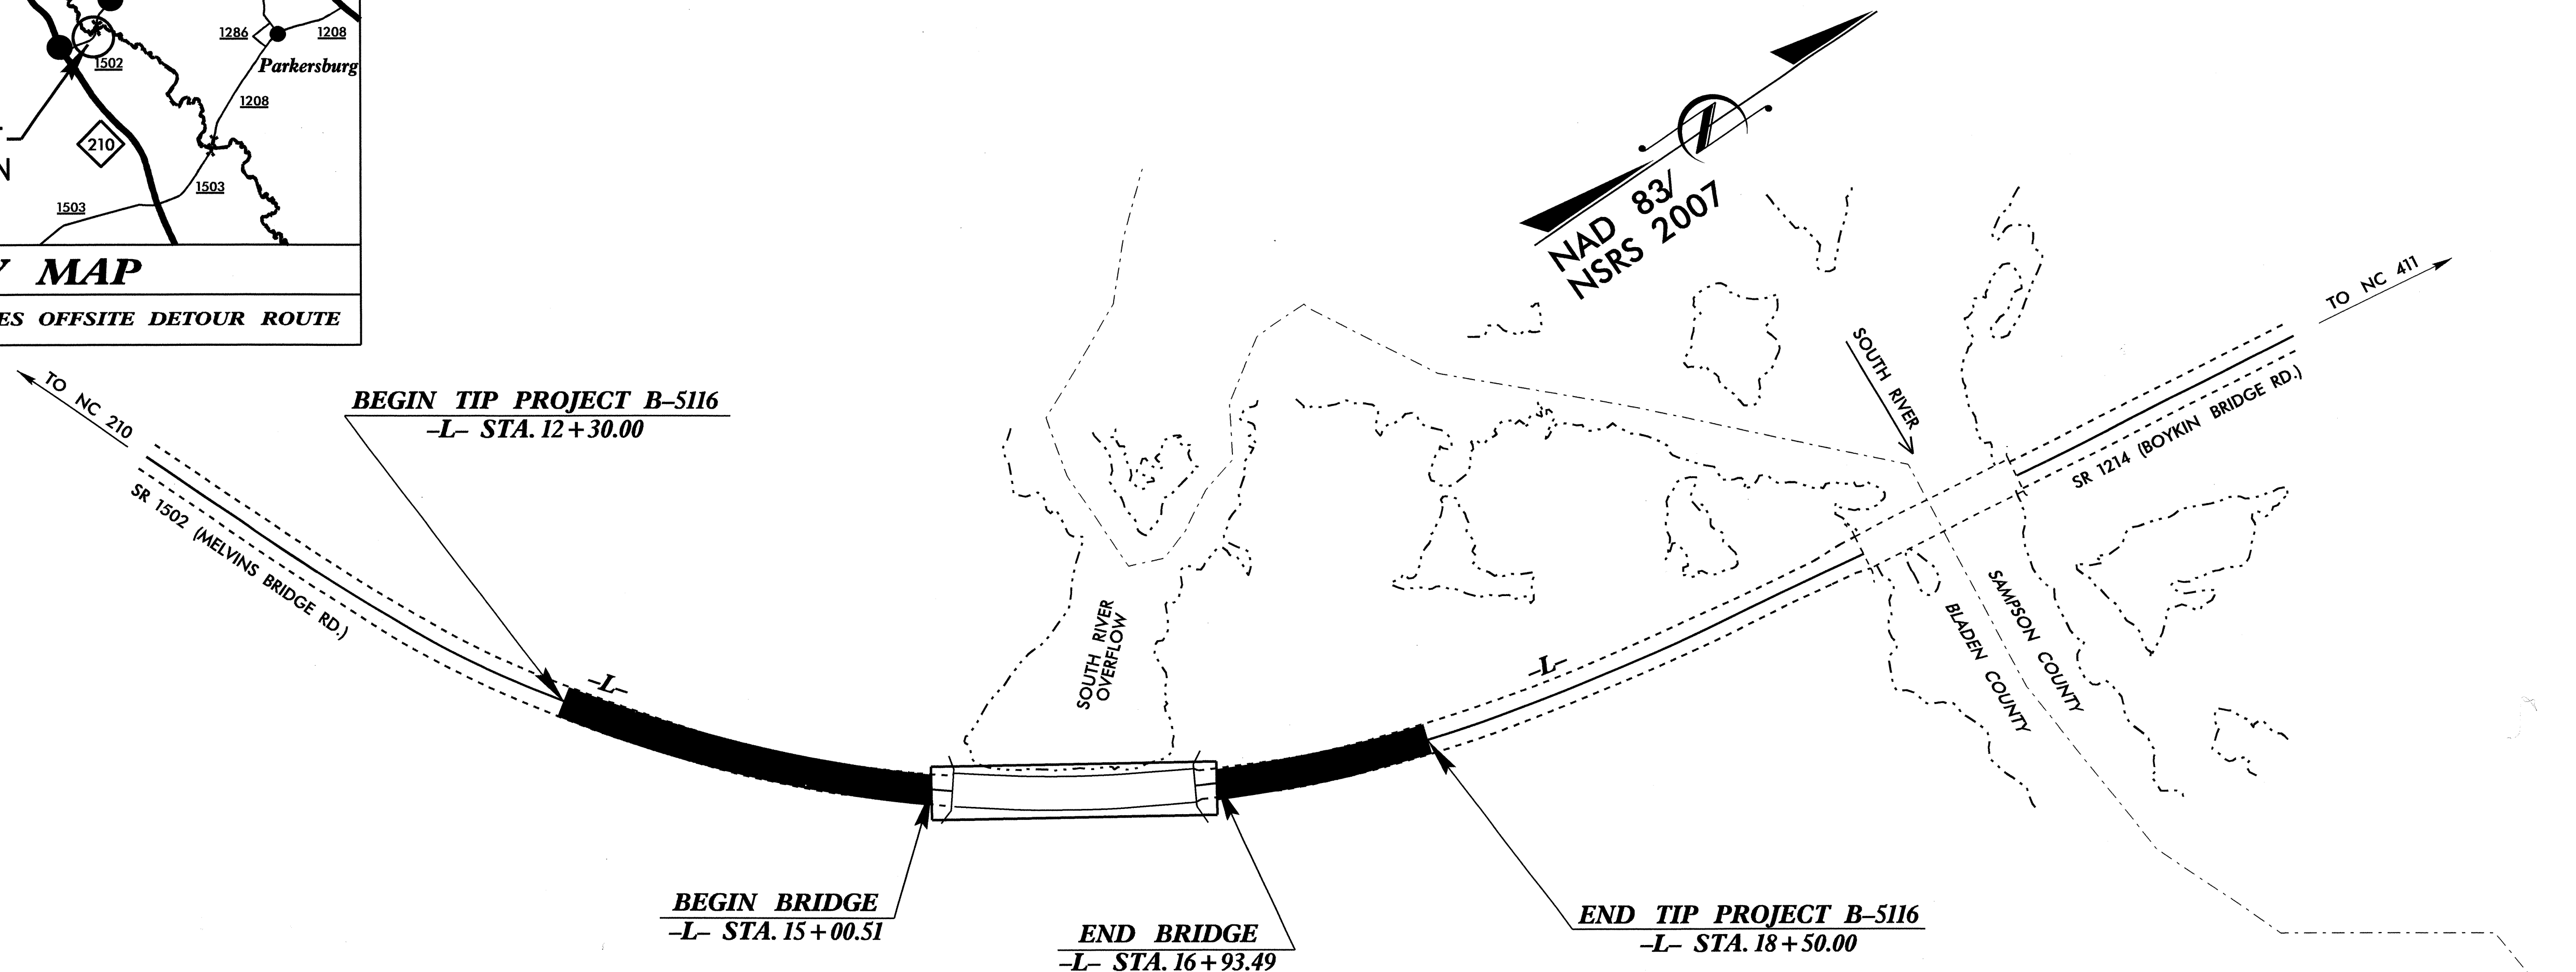 1286
1208
1502
Parkersburg
1208
210
N
1503
1503
Y MAP
ES OFFSITE DETOUR ROUTE
NAD 83/
NSRS 2007
TO NC 411
TO NC 210
SR 1502 (MELVINS BRIDGE RD.)
BEGIN TIP PROJECT B–5116
–L– STA. 12+30.00
SOUTH RIVER
SR 1214 (BOYKIN BRIDGE RD.)
SOUTH RIVER
OVERFLOW
SAMPSON COUNTY
BLADEN COUNTY
–L–
–L–
BEGIN BRIDGE
–L– STA. 15+00.51
END BRIDGE
–L– STA. 16+93.49
END TIP PROJECT B–5116
–L– STA. 18+50.00